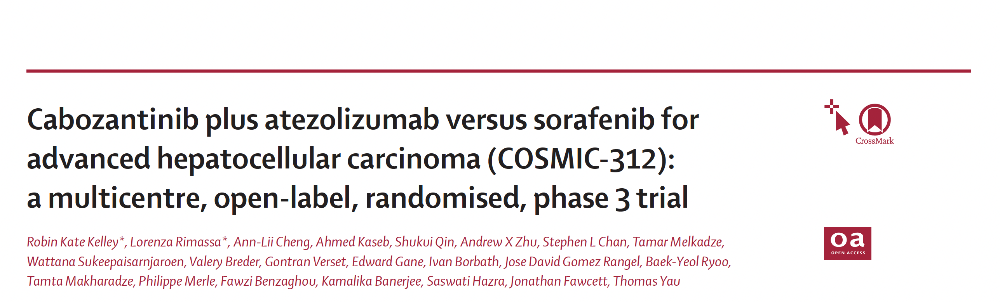 Cabozantinib plus atezolizumab versus sorafenib for
advanced hepatocellular carcinoma (COSMIC-312):
a multicentre, open-label, randomised, phase 3 trial
CrossMark
Robin Kate Kelley*, Lorenza Rimassa*, Ann-Lii Cheng, Ahmed Kaseb, Shukui Qin, Andrew X Zhu, Stephen L Chan, Tamar Melkadze,
Wattana Sukeepaisarnjaroen, Valery Breder, Gontran Verset, Edward Gane, Ivan Borbath, Jose David Gomez Rangel, Baek-Yeol Ryoo,
Tamta Makharadze, Philippe Merle, Fawzi Benzaghou, Kamalika Banerjee, Saswati Hazra, Jonathan Fawcett, Thomas Yau
oa
OPEN ACCESS